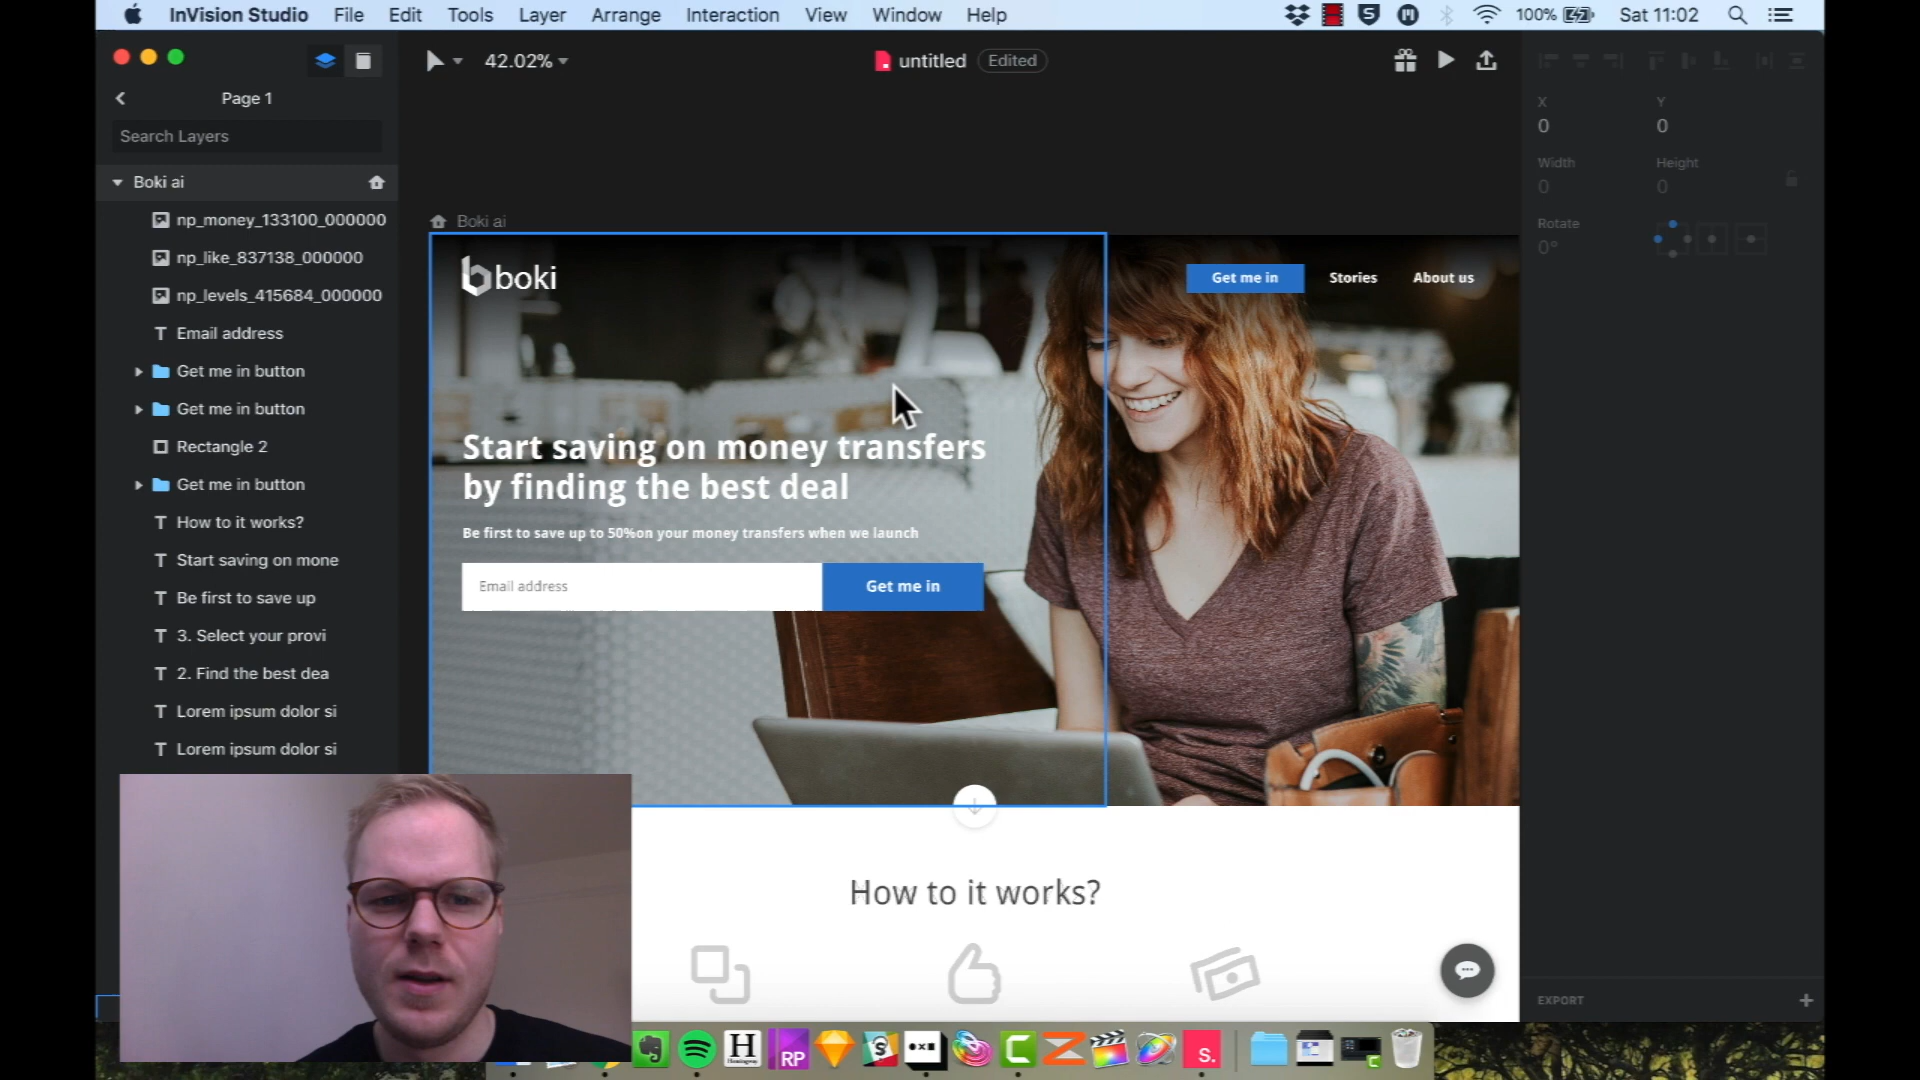 InVision Studio File Edit Tools Layer Arrange Interaction View Window Help 100% Sat 11:02
42.02% untitled Edited
Page 1
Search Layers
Boki ai
np_money_133100_000000
np_like_837138_000000
np_levels_415684_000000
Email address
Get me in button
Get me in button
Rectangle 2
Get me in button
How to it works?
Start saving on mone
Be first to save up
3. Select your provi
2. Find the best dea
Lorem ipsum dolor si
Lorem ipsum dolor si
Boki ai
boki
Get me in Stories About us
Start saving on money transfers
by finding the best deal
Be first to save up to 50%on your money transfers when we launch
Email address Get me in
How to it works?
X Y
0 0
Width Height
0 0
Rotate
0°
EXPORT
H
Hemingway
RP
S
S.